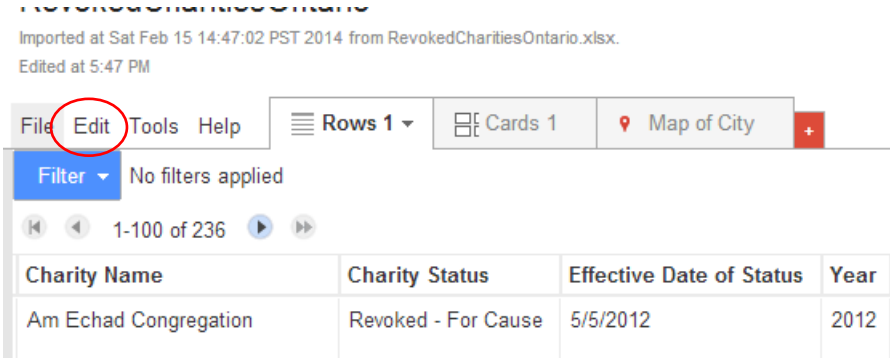 RevokedCharitiesOntario
Imported at Sat Feb 15 14:47:02 PST 2014 from RevokedCharitiesOntario.xlsx.
Edited at 5:47 PM
File Edit Tools Help Rows 1 Cards 1 Map of City +
Filter No filters applied
1-100 of 236
Charity Name Charity Status Effective Date of Status Year
Am Echad Congregation Revoked - For Cause 5/5/2012 2012